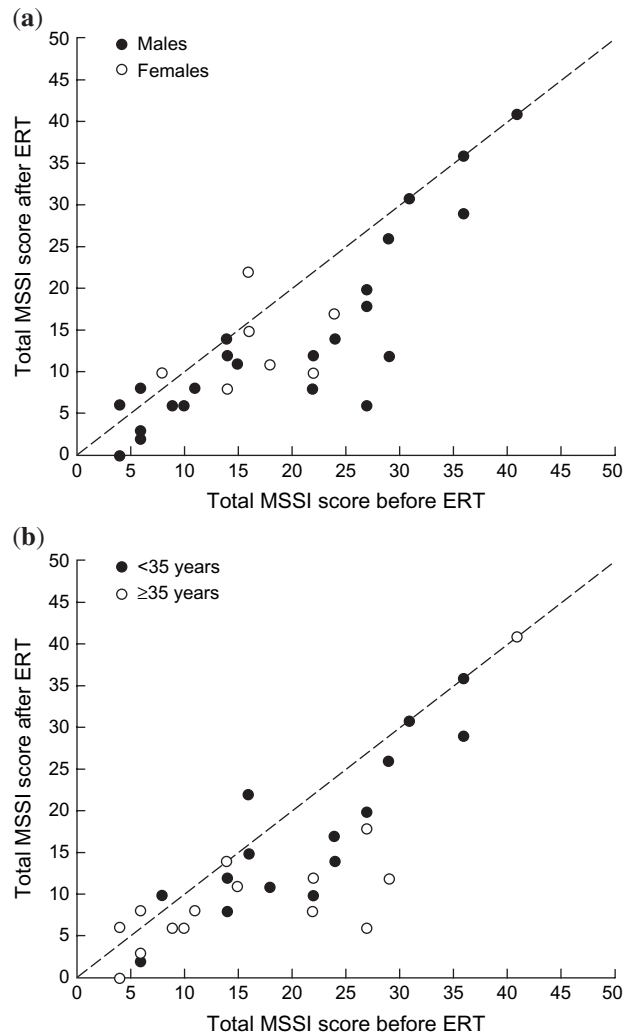 (a)
50
45
40
35
30
25
20
15
10
5
0
Total MSSI score after ERT
Males
Females
0 5 10 15 20 25 30 35 40 45 50
Total MSSI score before ERT
(b)
50
45
40
35
30
25
20
15
10
5
0
Total MSSI score after ERT
<35 years
≥35 years
0 5 10 15 20 25 30 35 40 45 50
Total MSSI score before ERT